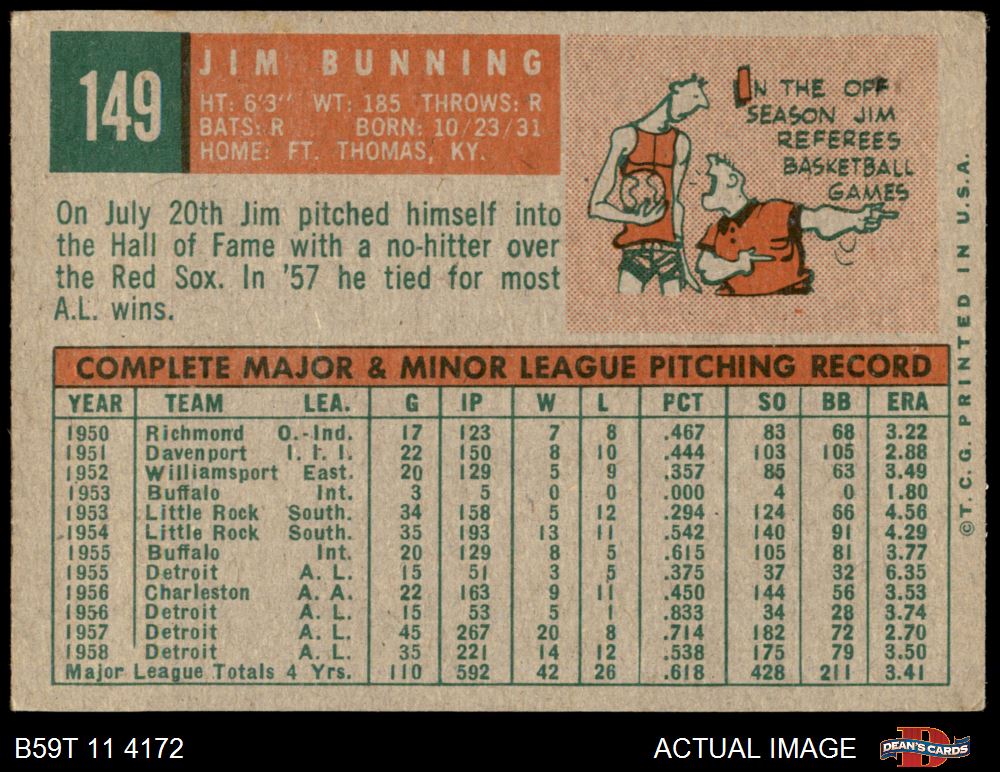 149
JIM BUNNING
HT: 6'3" WT: 185 THROWS: R
BATS: R BORN: 10/23/31
HOME: FT. THOMAS, KY.
IN THE OFF
SEASON JIM
REFEREES
BASKETBALL
GAMES
On July 20th Jim pitched himself into
the Hall of Fame with a no-hitter over
the Red Sox. In '57 he tied for most
A.L. wins.
COMPLETE MAJOR & MINOR LEAGUE PITCHING RECORD
YEAR TEAM LEA. G IP W L PCT SO BB ERA
1950 Richmond O.-Ind. 17 123 7 8 .467 83 68 3.22
1951 Davenport I. I. I. 22 150 8 10 .444 103 105 2.88
1952 Williamsport East. 20 129 5 9 .357 85 63 3.49
1953 Buffalo Int. 3 5 0 0 .000 4 0 1.80
1953 Little Rock South. 34 158 5 12 .294 124 66 4.56
1954 Little Rock South. 35 193 13 11 .542 140 91 4.29
1955 Buffalo Int. 20 129 8 5 .615 105 81 3.77
1955 Detroit A. L. 15 51 3 5 .375 37 32 6.35
1956 Charleston A. A. 22 163 9 11 .450 144 56 3.53
1956 Detroit A. L. 15 53 5 1 .833 34 28 3.74
1957 Detroit A. L. 45 267 20 8 .714 182 72 2.70
1958 Detroit A. L. 35 221 14 12 .538 175 79 3.50
Major League Totals 4 Yrs. 110 592 42 26 .618 428 211 3.41
©T.C.G. PRINTED IN U.S.A.
B59T 11 4172
ACTUAL IMAGE
D
DEAN'S CARDS